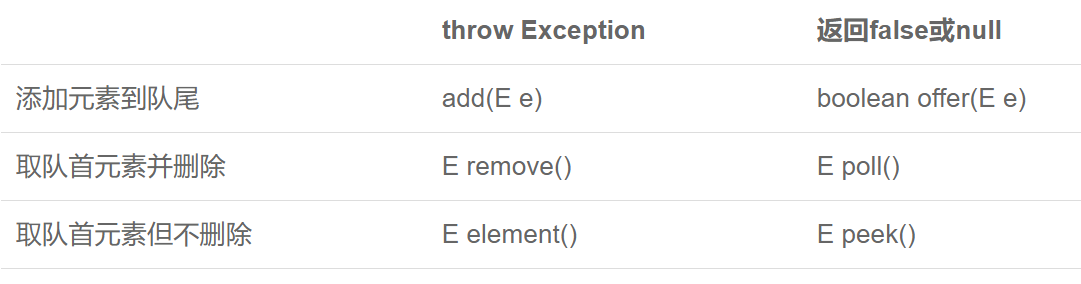 throw Exception 返回false或null
添加元素到队尾 add(E e) boolean offer(E e)
取队首元素并删除 E remove() E poll()
取队首元素但不删除 E element() E peek()